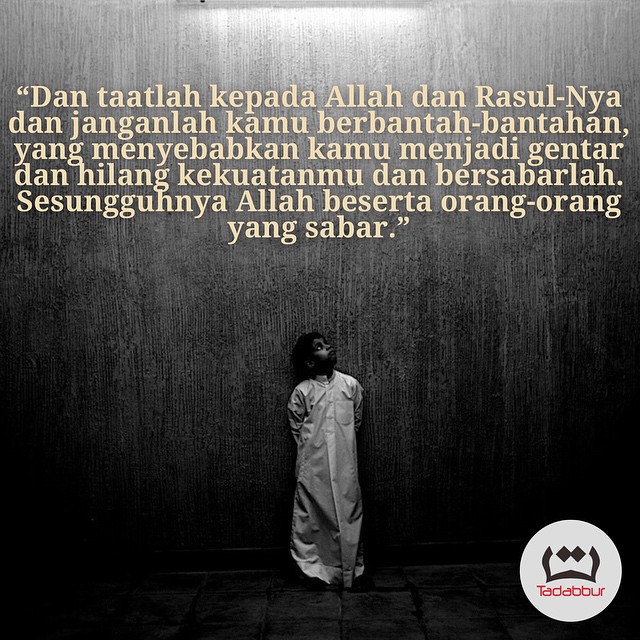 “Dan taatlah kepada Allah dan Rasul-Nya
dan janganlah kamu berbantah-bantahan,
yang menyebabkan kamu menjadi gentar
dan hilang kekuatanmu dan bersabarlah.
Sesungguhnya Allah beserta orang-orang
yang sabar.”
Tadabbur